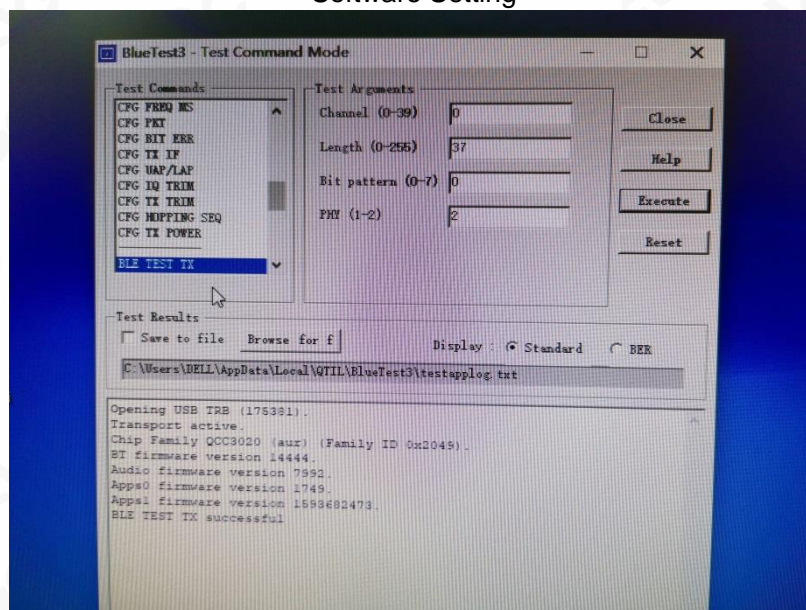 Software Setting
BlueTest3 - Test Command Mode
Test Commands
CFG FREQ MS
CFG PKT
CFG BIT ERR
CFG TX IF
CFG UAP/LAP
CFG IQ TRIM
CFG TX TRIM
CFG HOPPING SEQ
CFG TX POWER
BLE TEST TX
Test Arguments
Channel (0-39) 0
Length (0-255) 37
Bit pattern (0-7) 0
PHY (1-2) 2
Close
Help
Execute
Reset
Test Results
Save to file Browse for f Display : Standard BER
C:\Users\DELL\AppData\Local\QTIL\BlueTest3\testapplog.txt
Opening USB TRB (175381).
Transport active.
Chip Family QCC3020 (aur) (Family ID 0x2049).
BT firmware version 14444.
Audio firmware version 7992.
Apps0 firmware version 1749.
Apps1 firmware version 1593682473.
BLE TEST TX successful